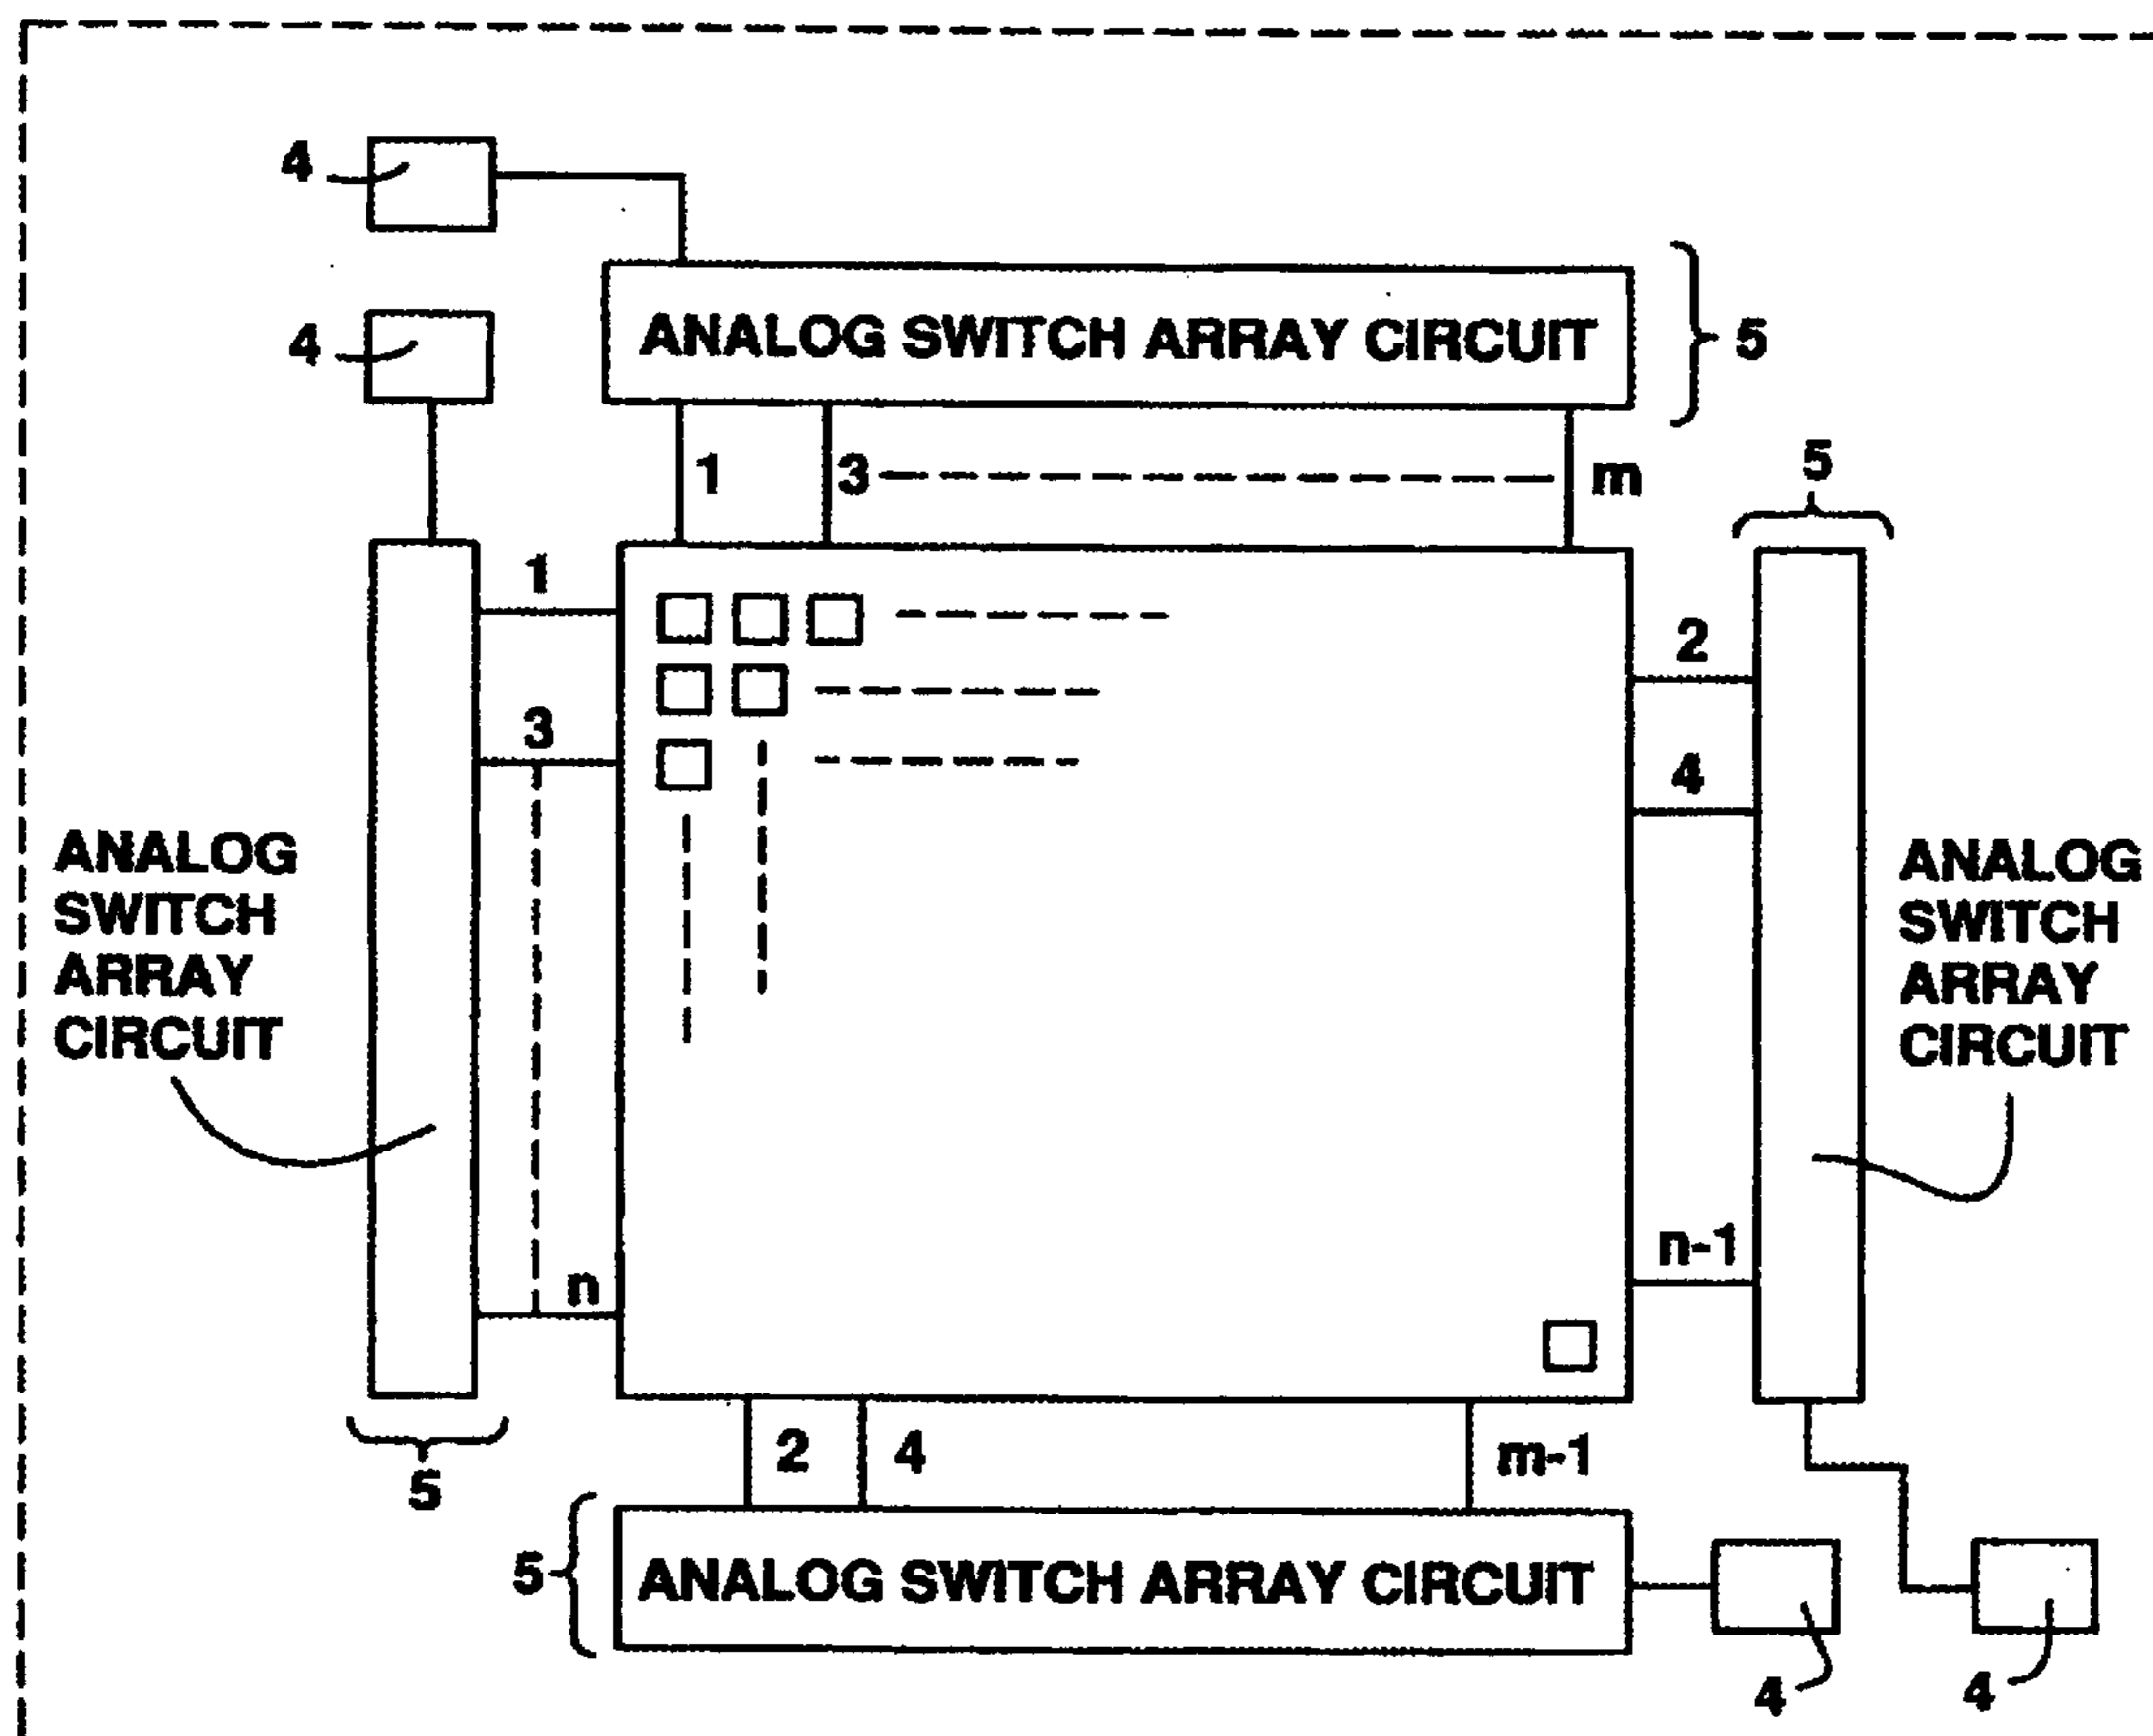 4
4
ANALOG SWITCH ARRAY CIRCUIT
5
1
3
m
5
1
2
3
4
ANALOG
SWITCH
ARRAY
CIRCUIT
ANALOG
SWITCH
ARRAY
CIRCUIT
n-1
n
2
4
m-1
5
5
ANALOG SWITCH ARRAY CIRCUIT
4
4